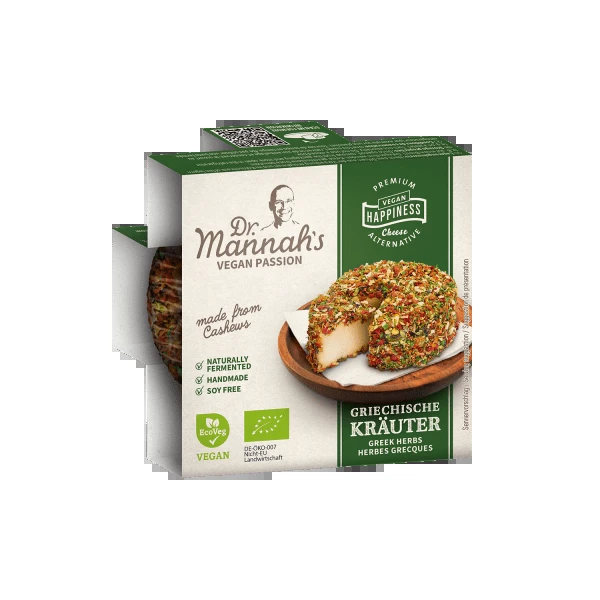 Dr.
Mannah's
VEGAN PASSION
made from
Cashews
NATURALLY
FERMENTED
HANDMADE
SOY FREE
EcoVeg
VEGAN
DE-ÖKO-007
Nicht-EU
Landwirtschaft
PREMIUM
VEGAN
HAPPINESS
Cheese
ALTERNATIVE
GRIECHISCHE
KRÄUTER
GREEK HERBS
HERBES GRECQUES
Serviervorschlag